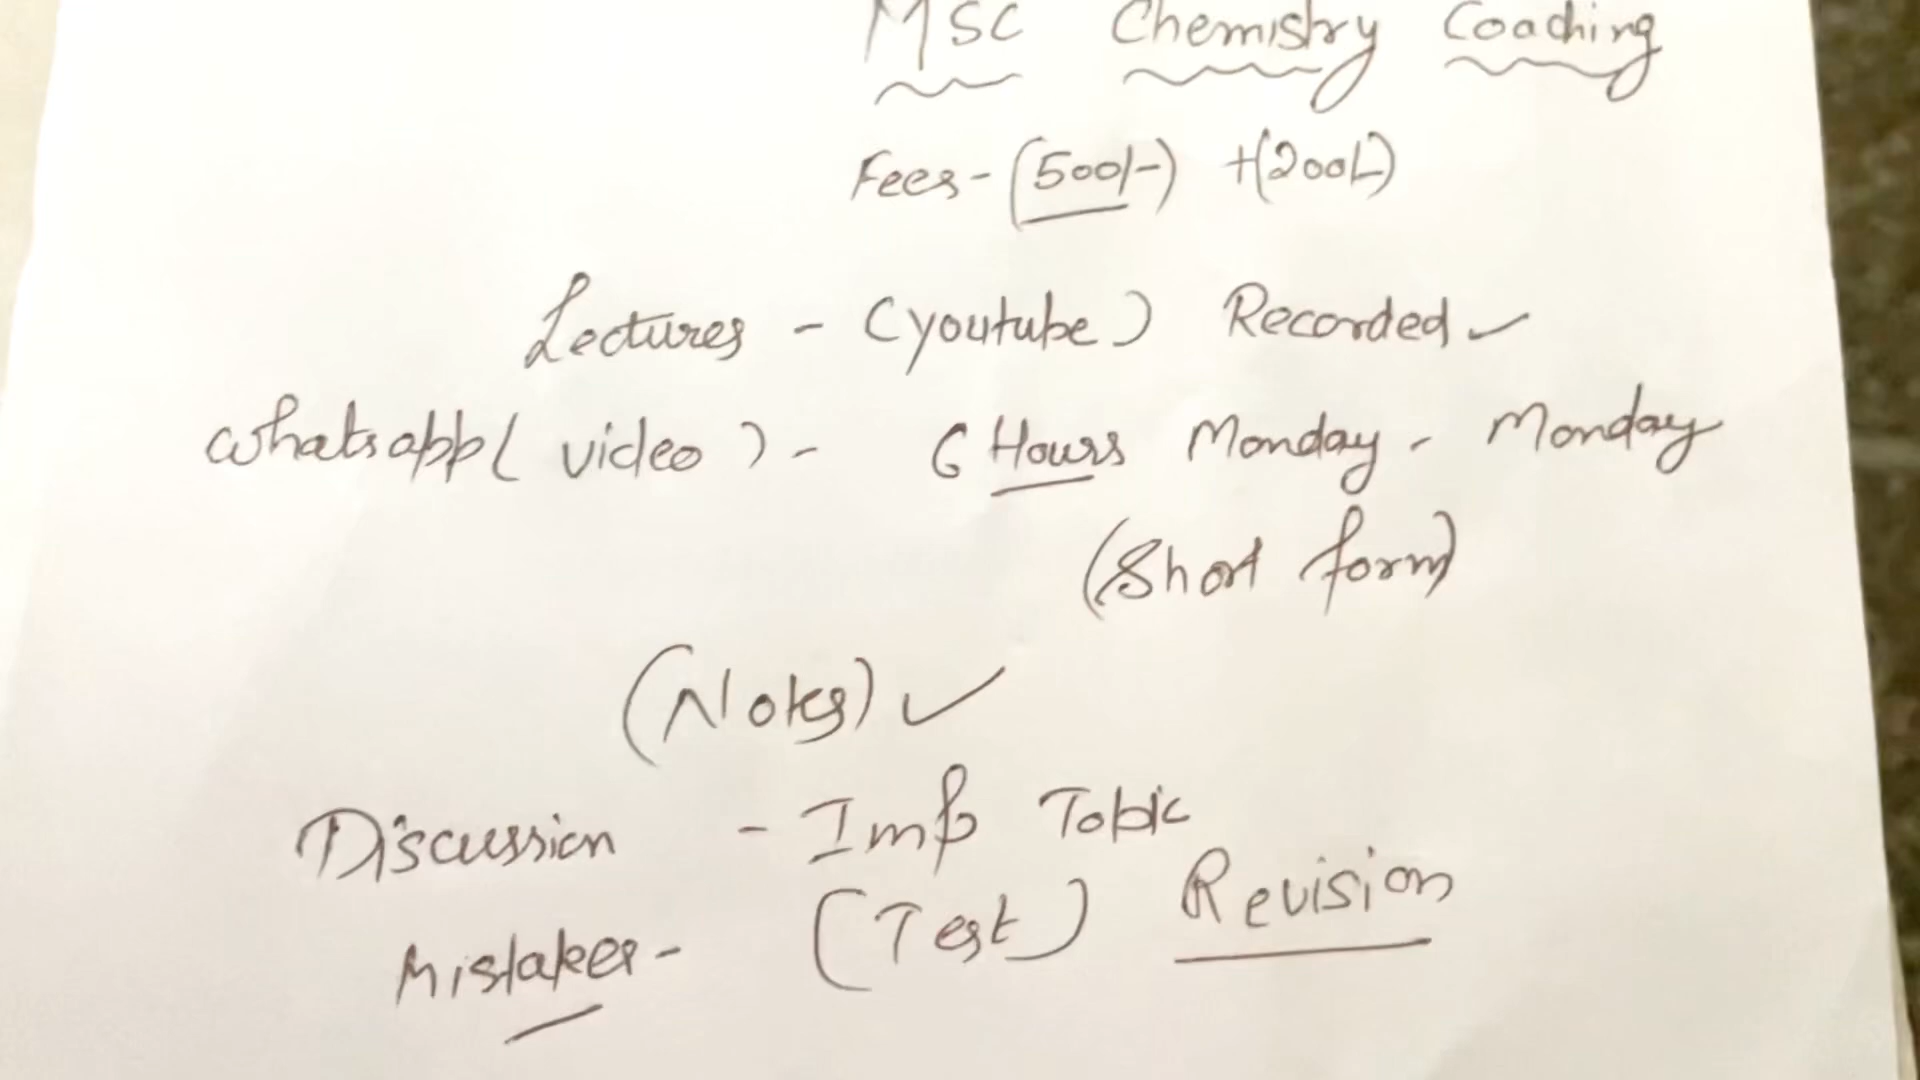 MSC Chemistry Coaching
Fees - (500/-) +(200/-)
Lectures - (youtube) Recorded ✓
Whatsapp ( video ) - 6 Hours Monday - Monday
(Short form)
(Notes) ✓
Discussion - Imp Topic
Mistakes - (Test) Revision